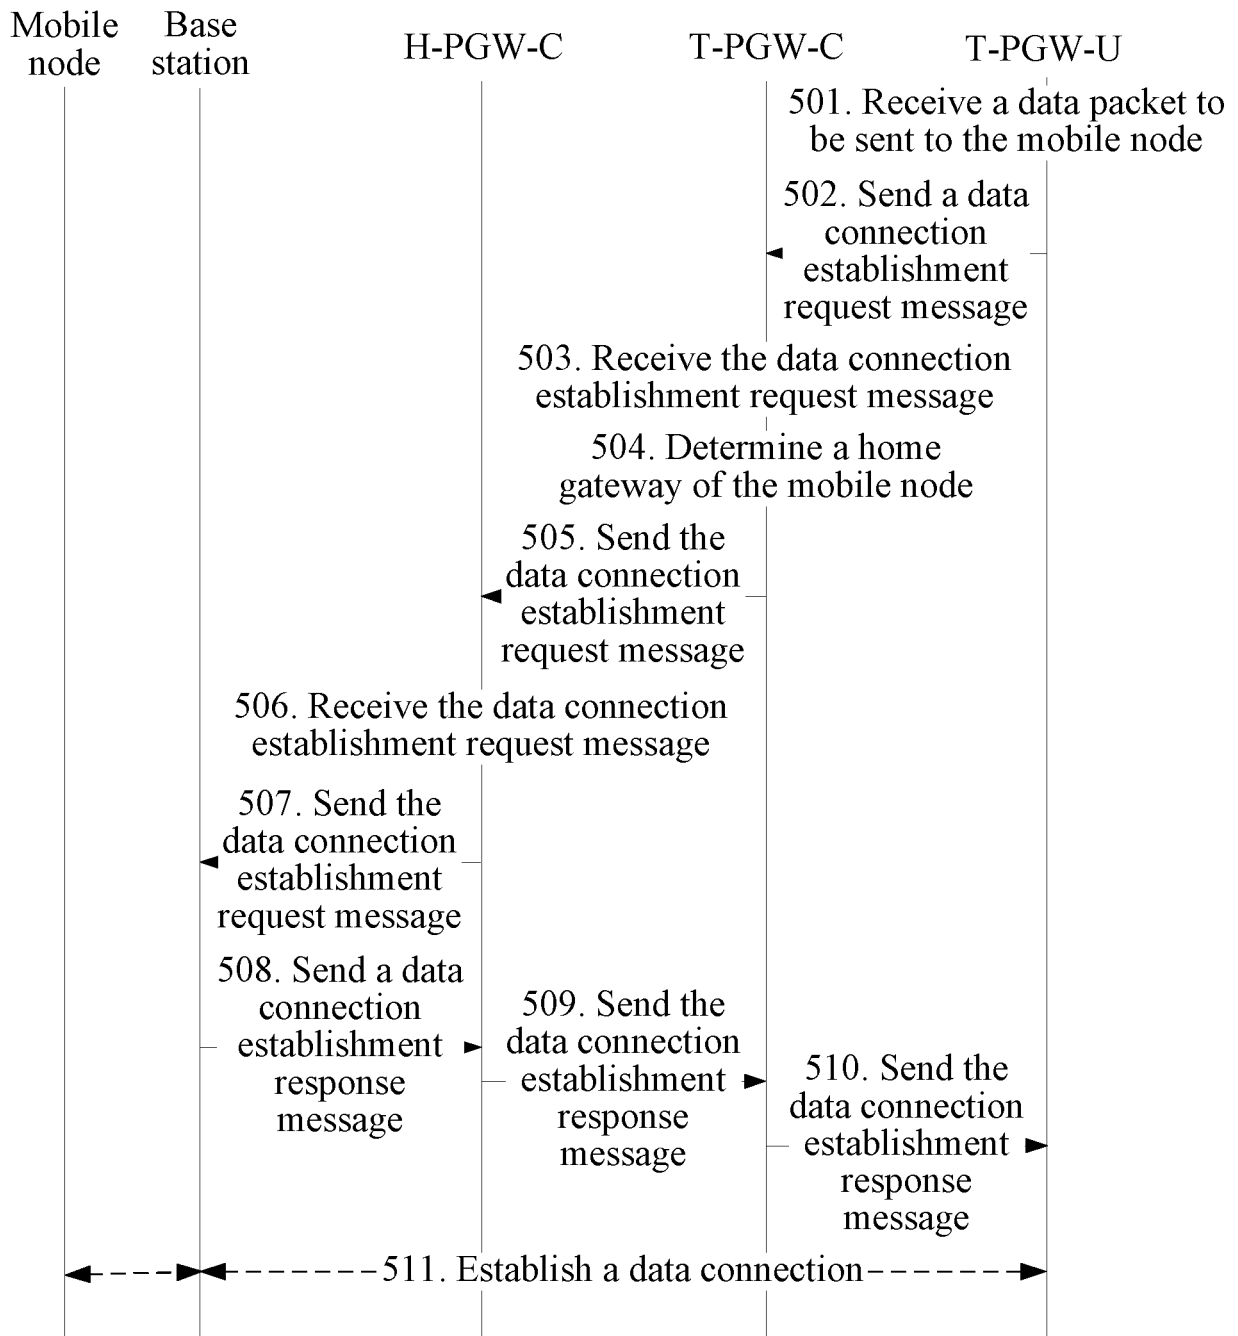 Mobile
node
Base
station
H-PGW-C
T-PGW-C
T-PGW-U
501. Receive a data packet to
be sent to the mobile node
502. Send a data
connection
establishment
request message
503. Receive the data connection
establishment request message
504. Determine a home
gateway of the mobile node
505. Send the
data connection
establishment
request message
506. Receive the data connection
establishment request message
507. Send the
data connection
establishment
request message
508. Send a data
connection
establishment
response
message
509. Send the
data connection
establishment
response
message
510. Send the
data connection
establishment
response
message
511. Establish a data connection